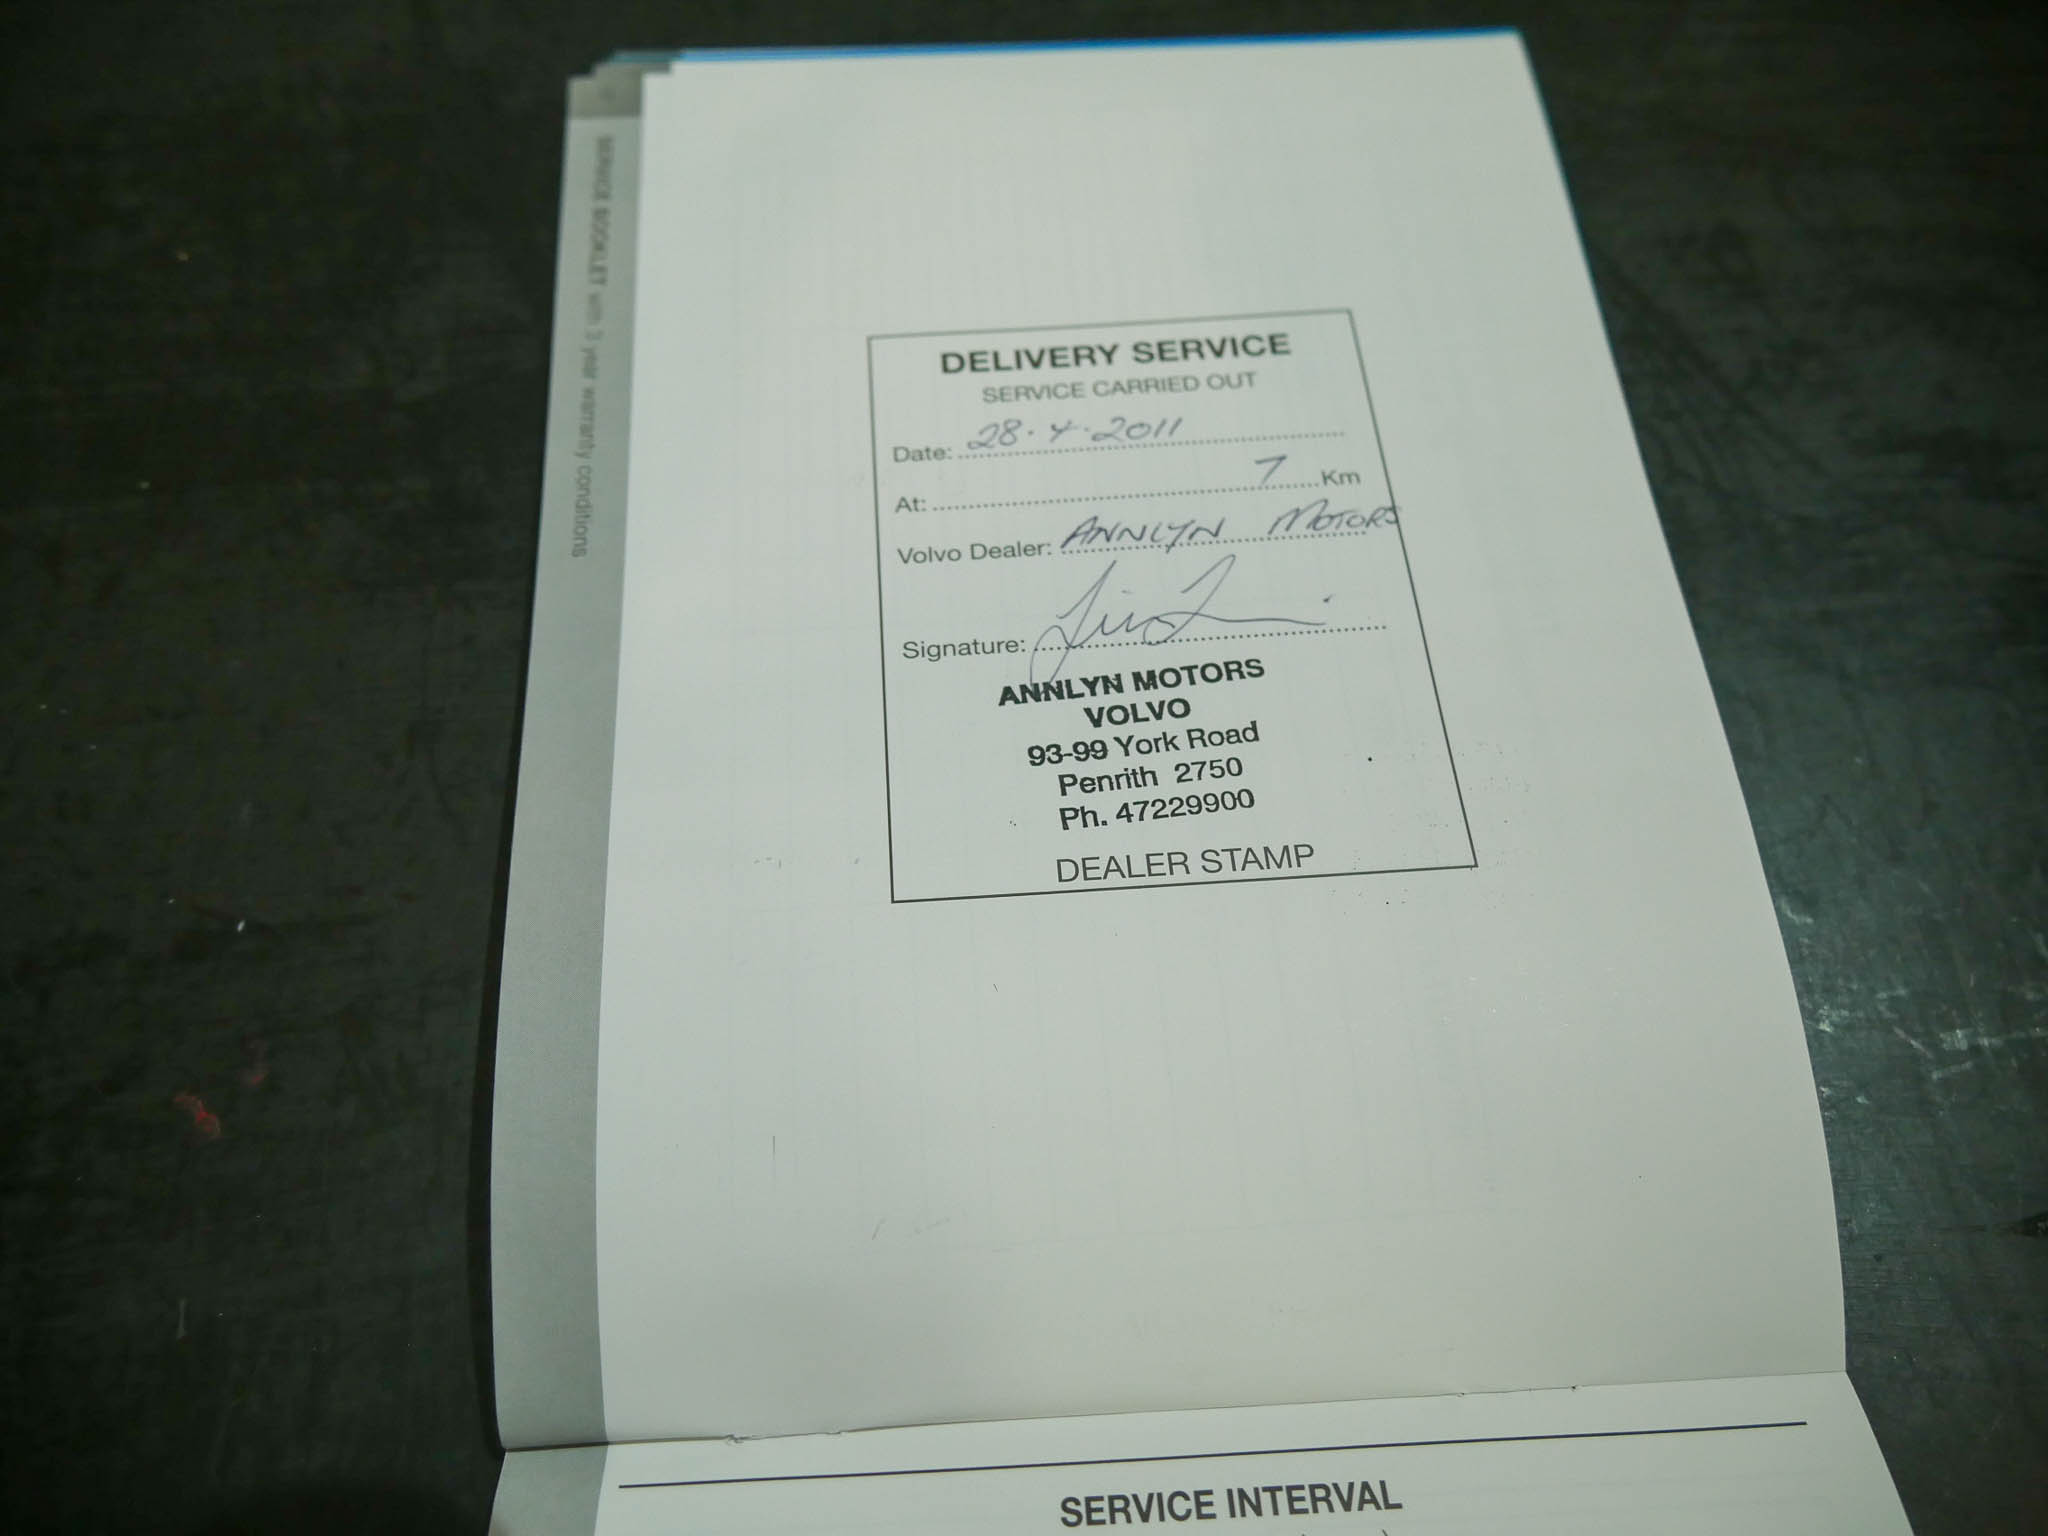 SERVICE BOOKLET with 3 year warranty conditions
DELIVERY SERVICE
SERVICE CARRIED OUT
Date: 28.4.2011
At: 7 Km
Volvo Dealer: ANNLYN MOTORS
Signature:
ANNLYN MOTORS
VOLVO
93-99 York Road
Penrith 2750
Ph. 47229900
DEALER STAMP
SERVICE INTERVAL